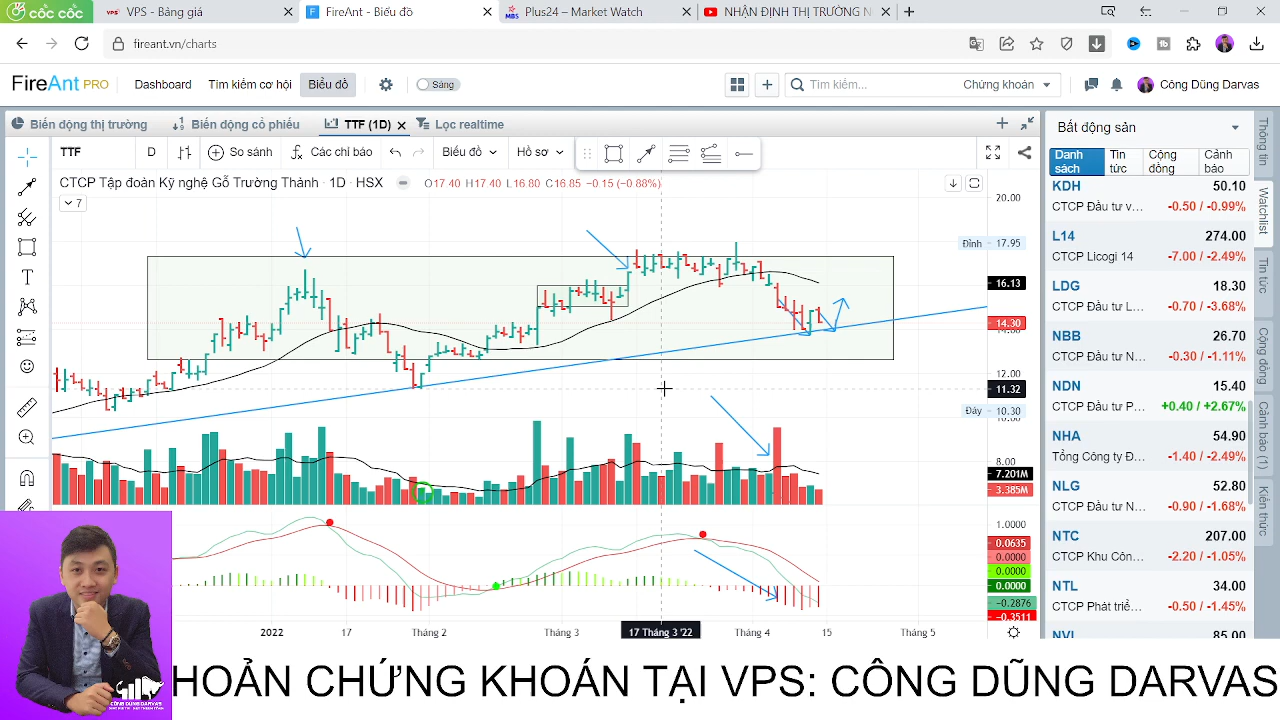 cốc cốc
VPS VPS - Bảng giá
FireAnt - Biểu đồ
MBS Plus24 – Market Watch
NHẬN ĐỊNH THỊ TRƯỜNG N
fireant.vn/charts
FireAnt PRO Dashboard Tìm kiếm cơ hội Biểu đồ Sáng Tìm kiếm... Chứng khoán Công Dũng Darvas
Biến động thị trường Biến động cổ phiếu TTF (1D) Lọc realtime
TTF D So sánh Các chỉ báo Biểu đồ Hồ sơ
CTCP Tập đoàn Kỹ nghệ Gỗ Trường Thành · 1D · HSX O17.40 H17.40 L16.80 C16.85 −0.15 (−0.88%)
7
20.00
Đỉnh 17.95
16.13
14.30
12.00
11.32
Đáy 10.30
8.00
7.201M
3.385M
1.0000
0.0635
0.0000
0.0000
0.0000
−0.2876
−0.3511
2022 17 Tháng 2 Tháng 3 17 Tháng 3 '22 Tháng 4 15 Tháng 5
Bất động sản
Danh sách Tin tức Cộng đồng Cảnh báo
KDH 50.10
CTCP Đầu tư v... -0.50 / -0.99%
L14 274.00
CTCP Licogi 14 -7.00 / -2.49%
LDG 18.30
CTCP Đầu tư L... -0.70 / -3.68%
NBB 26.70
CTCP Đầu tư N... -0.30 / -1.11%
NDN 15.40
CTCP Đầu tư P... +0.40 / +2.67%
NHA 54.90
Tổng Công ty Đ... -1.40 / -2.49%
NLG 52.80
CTCP Đầu tư N... -0.90 / -1.68%
NTC 207.00
CTCP Khu Côn... -2.20 / -1.05%
NTL 34.00
CTCP Phát triể... -0.50 / -1.45%
NVL 85.00
Thông tin
Watchlist
Tin tức
Cộng đồng
Cảnh báo (1)
Kiến thức
CÔNG DŨNG DARVAS
HOẢN CHỨNG KHOÁN TẠI VPS: CÔNG DŨNG DARVAS